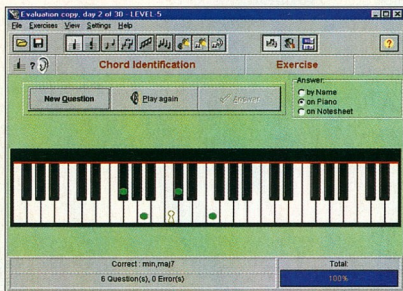 Evaluation copy, day 2 of 30 - LEVEL-5
File Exercises View Settings Help
Chord Identification
Exercise
New Question
Play again
Answer
Answer:
by Name
on Piano
on Notesheet
Correct : min,maj7
Total:
6 Question(s), 0 Error(s)
100%